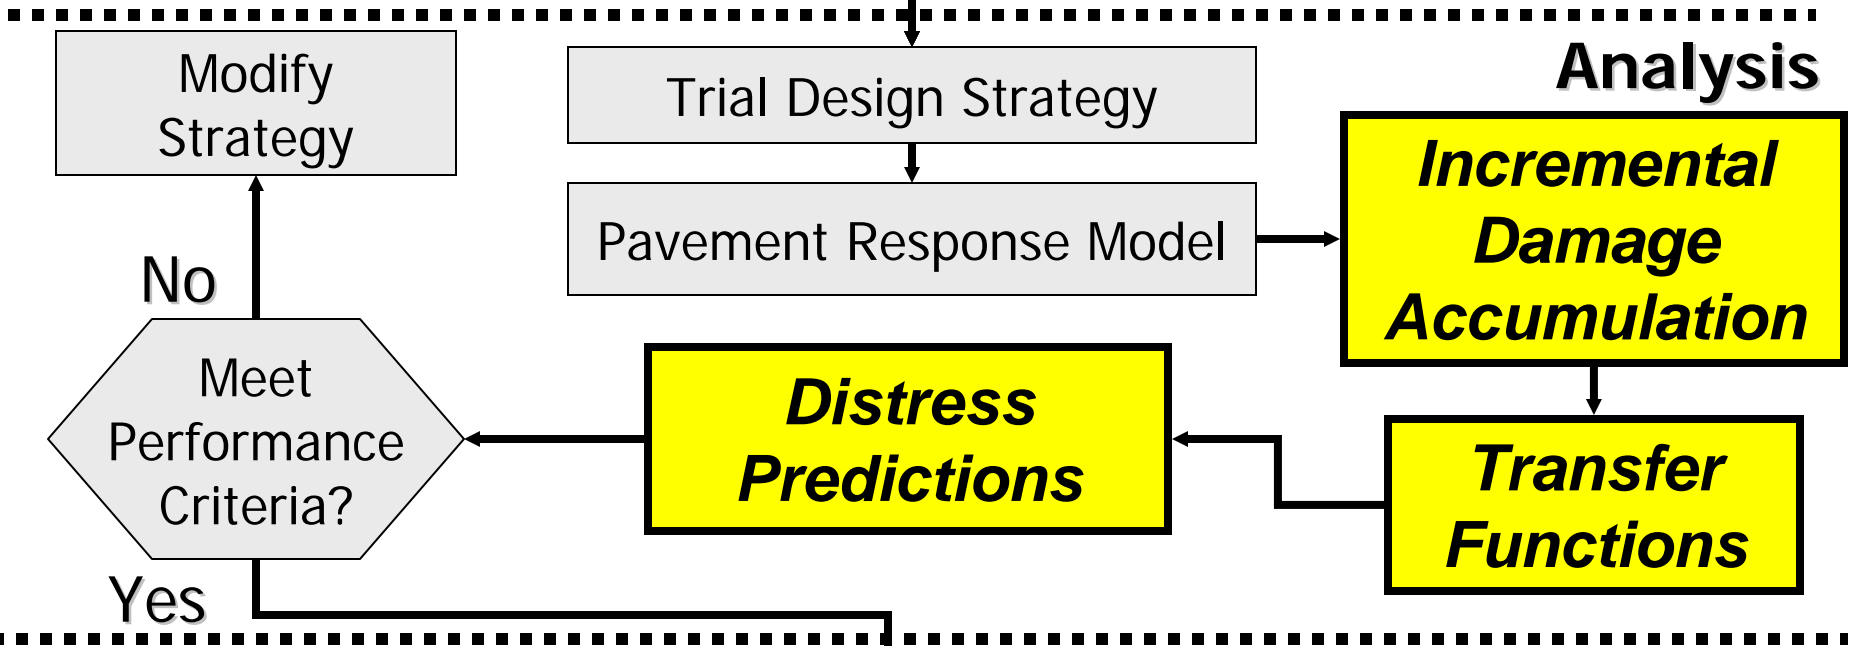 Analysis
Modify
Strategy
Trial Design Strategy
Pavement Response Model
Incremental
Damage
Accumulation
No
Meet
Performance
Criteria?
Distress
Predictions
Transfer
Functions
Yes